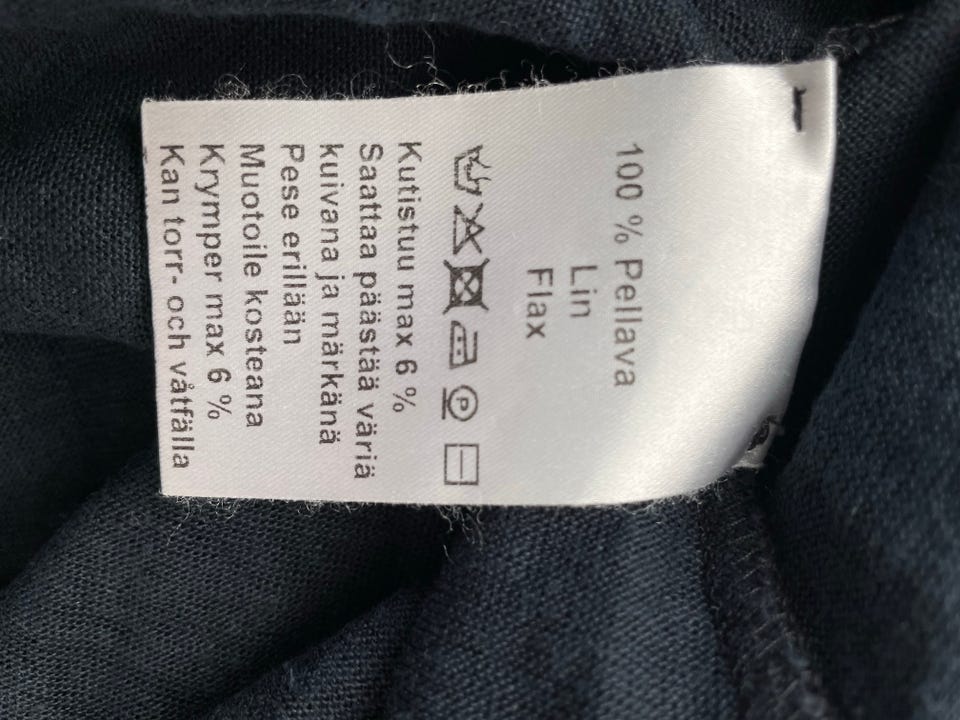 100 % Pellava
Lin
Flax
P
Kutistuu max 6 %
Saattaa päästää väriä
kuivana ja märkänä
Pese erillään
Muotoile kosteana
Krymper max 6 %
Kan torr- och våtfälla